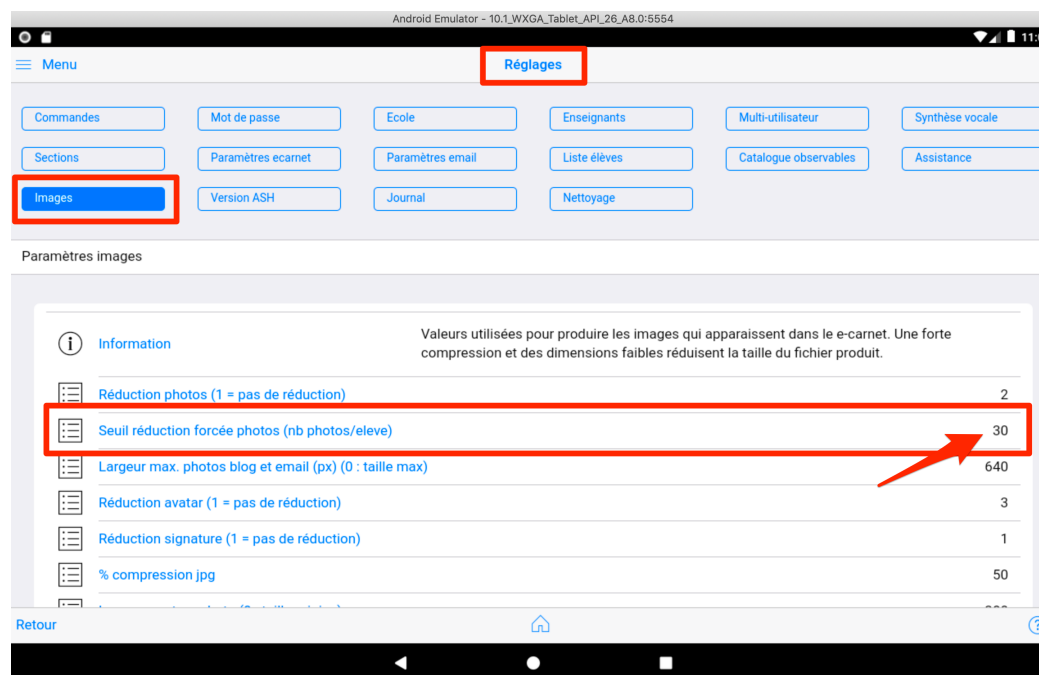 Android Emulator - 10.1_WXGA_Tablet_API_26_A8.0:5554
Menu
Réglages
Commandes Mot de passe Ecole Enseignants Multi-utilisateur Synthèse vocale
Sections Paramètres ecarnet Paramètres email Liste élèves Catalogue observables Assistance
Images Version ASH Journal Nettoyage
Paramètres images
Information
Valeurs utilisées pour produire les images qui apparaissent dans le e-carnet. Une forte
compression et des dimensions faibles réduisent la taille du fichier produit.
Réduction photos (1 = pas de réduction) 2
Seuil réduction forcée photos (nb photos/eleve) 30
Largeur max. photos blog et email (px) (0 : taille max) 640
Réduction avatar (1 = pas de réduction) 3
Réduction signature (1 = pas de réduction) 1
% compression jpg 50
Retour